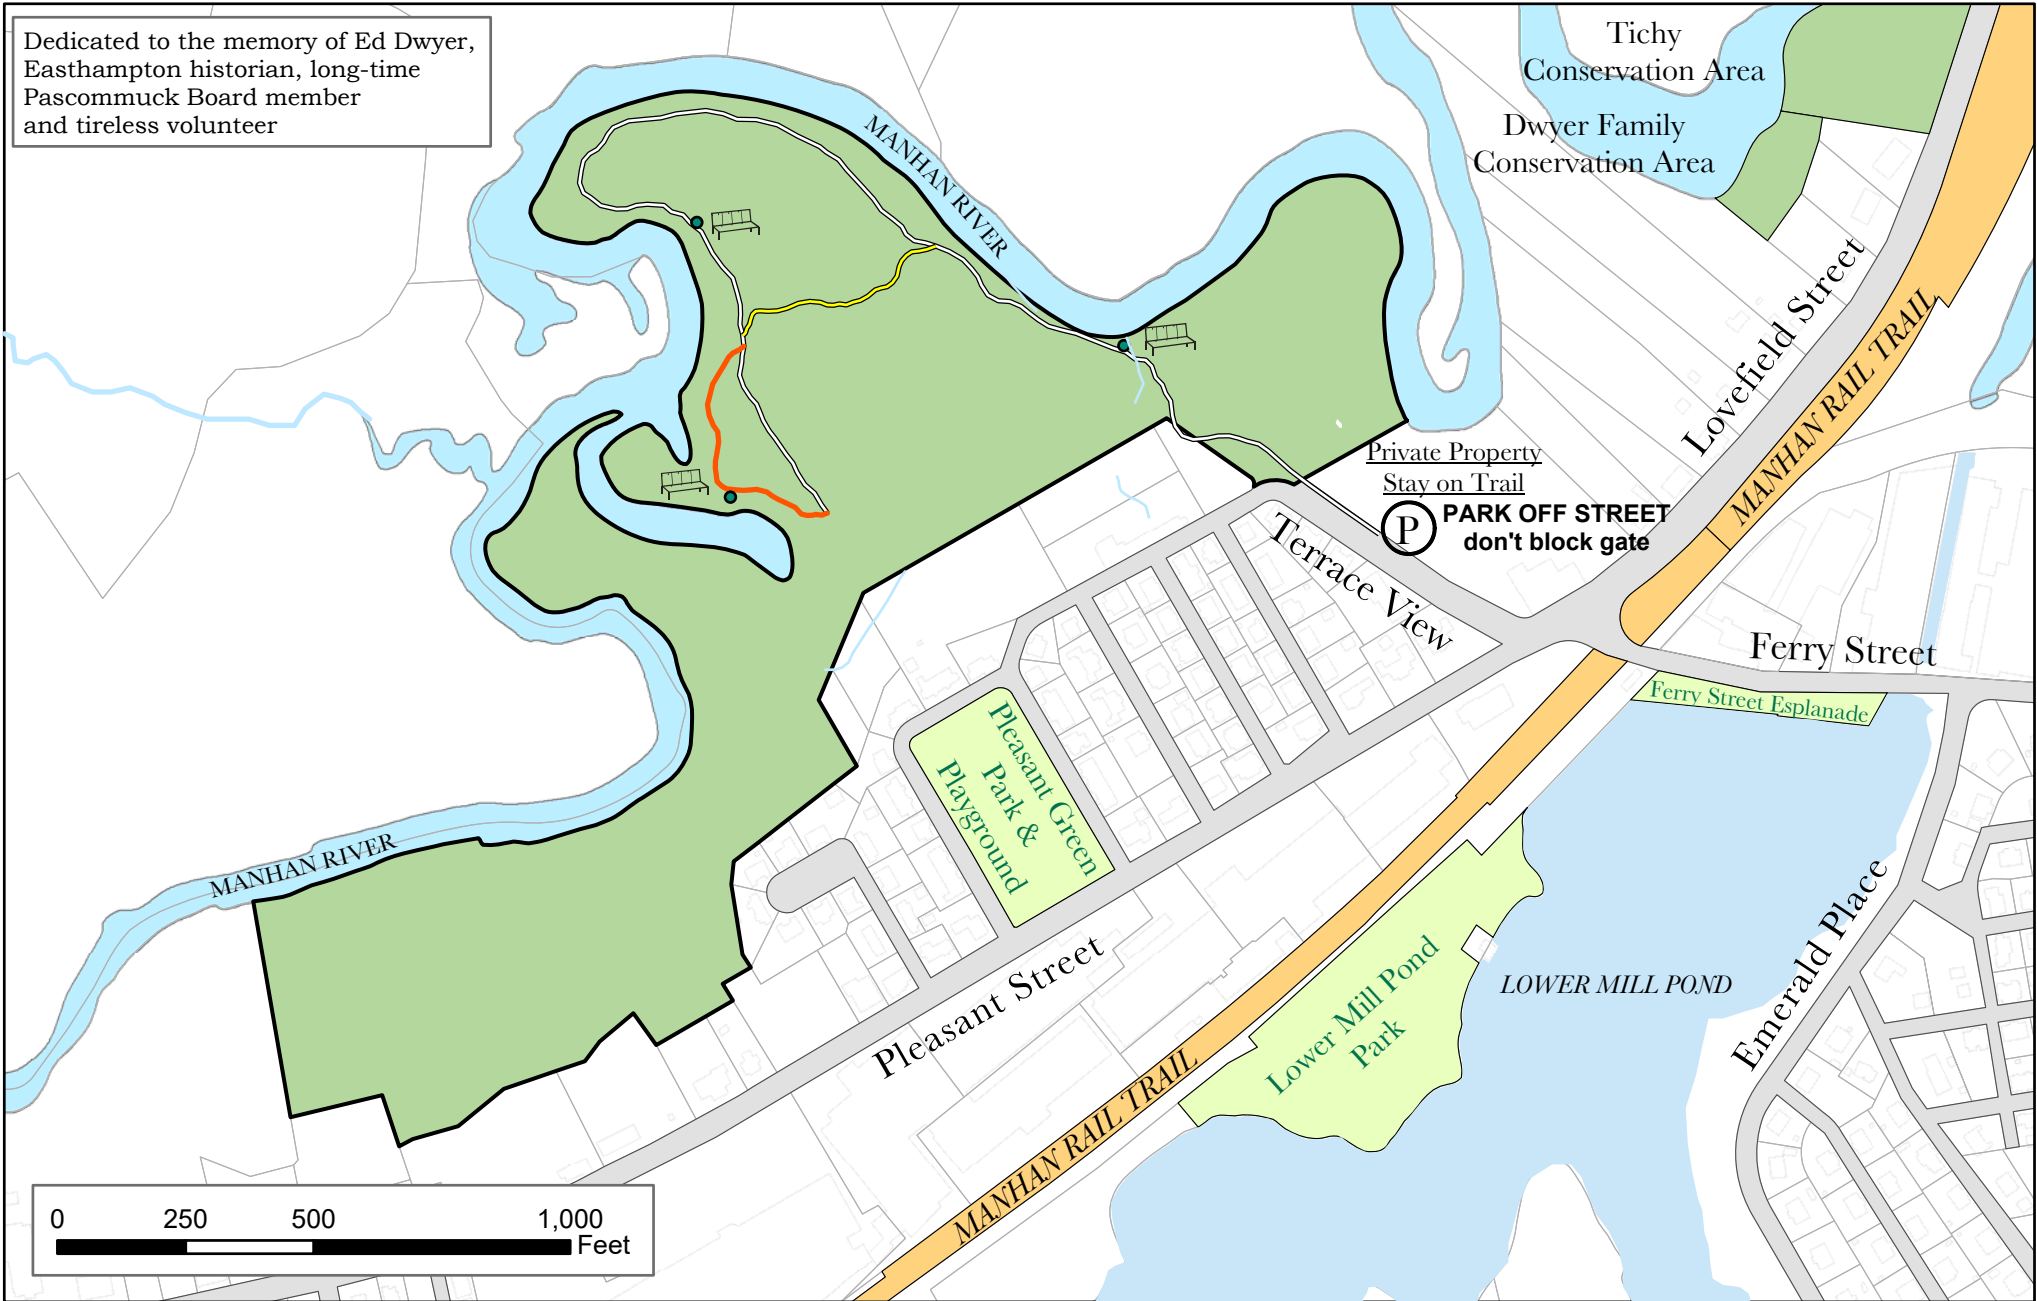 Dedicated to the memory of Ed Dwyer,
Easthampton historian, long-time
Pascommuck Board member
and tireless volunteer
Tichy
Conservation Area
Dwyer Family
Conservation Area
MANHAN RIVER
Lovefield Street
MANHAN RAIL TRAIL
Private Property
Stay on Trail
P
PARK OFF STREET
don't block gate
Terrace View
Ferry Street
Ferry Street Esplanade
Pleasant Green
Park &
Playground
MANHAN RIVER
Pleasant Street
Lower Mill Pond
Park
LOWER MILL POND
Emerald Place
MANHAN RAIL TRAIL
0 250 500 1,000
Feet